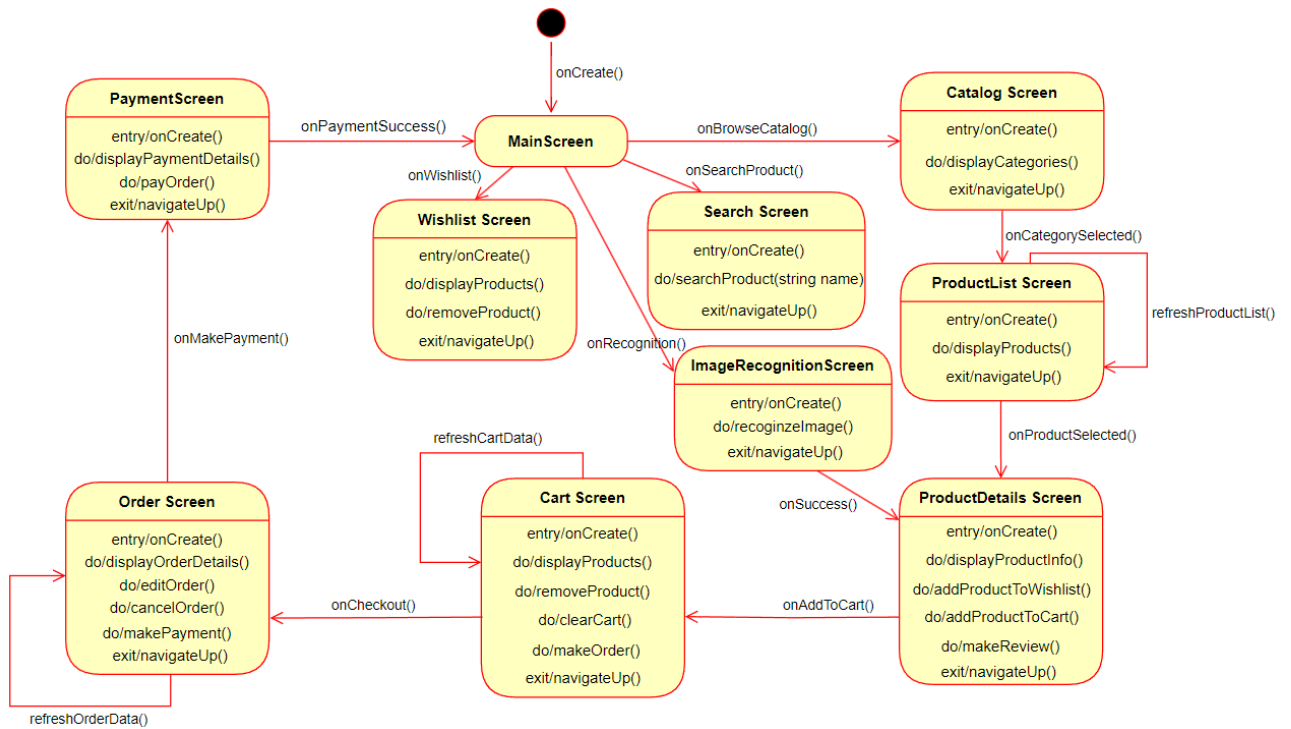 onCreate()
PaymentScreen
entry/onCreate()
do/displayPaymentDetails()
do/payOrder()
exit/navigateUp()
onPaymentSuccess()
MainScreen
onBrowseCatalog()
Catalog Screen
entry/onCreate()
do/displayCategories()
exit/navigateUp()
onWishlist()
onSearchProduct()
Wishlist Screen
entry/onCreate()
do/displayProducts()
do/removeProduct()
exit/navigateUp()
Search Screen
entry/onCreate()
do/searchProduct(string name)
exit/navigateUp()
onCategorySelected()
ProductList Screen
entry/onCreate()
do/displayProducts()
exit/navigateUp()
refreshProductList()
onMakePayment()
onRecognition()
ImageRecognitionScreen
entry/onCreate()
do/recoginzeImage()
exit/navigateUp()
onProductSelected()
refreshCartData()
onSuccess()
Order Screen
entry/onCreate()
do/displayOrderDetails()
do/editOrder()
do/cancelOrder()
do/makePayment()
exit/navigateUp()
onCheckout()
Cart Screen
entry/onCreate()
do/displayProducts()
do/removeProduct()
do/clearCart()
do/makeOrder()
exit/navigateUp()
onAddToCart()
ProductDetails Screen
entry/onCreate()
do/displayProductInfo()
do/addProductToWishlist()
do/addProductToCart()
do/makeReview()
exit/navigateUp()
refreshOrderData()